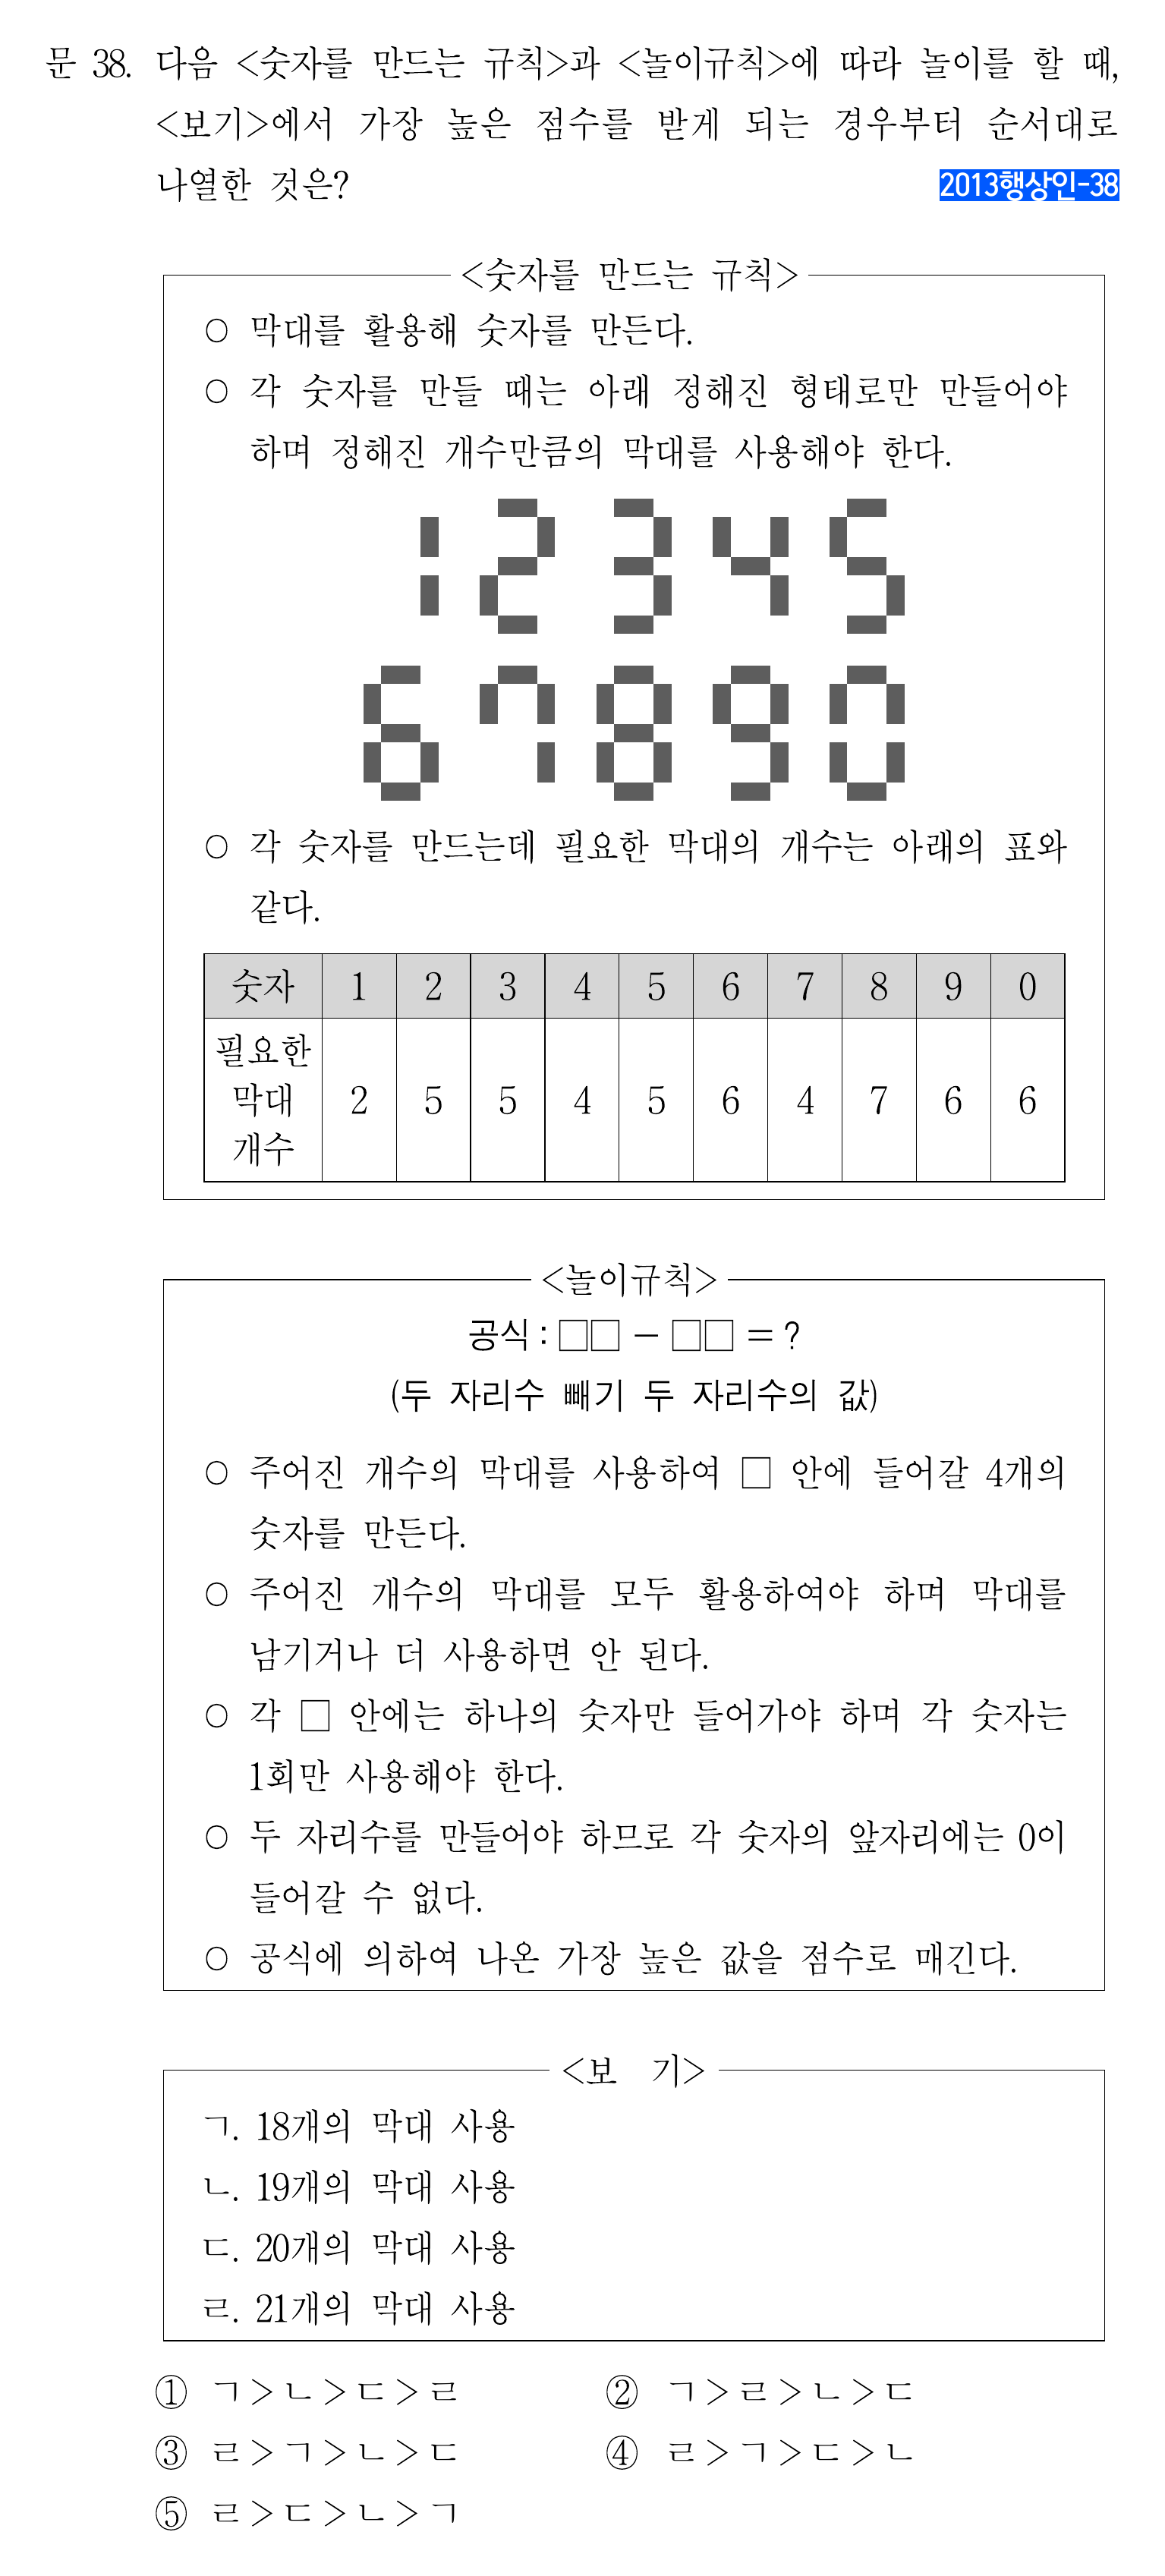 문 38. 다음 <숫자를 만드는 규칙>과 <놀이규칙>에 따라 놀이를 할 때,
<보기>에서 가장 높은 점수를 받게 되는 경우부터 순서대로
나열한 것은?
2013행상인-38
<숫자를 만드는 규칙>
○ 막대를 활용해 숫자를 만든다.
○ 각 숫자를 만들 때는 아래 정해진 형태로만 만들어야
하며 정해진 개수만큼의 막대를 사용해야 한다.
1 2 3 4 5
6 7 8 9 0
○ 각 숫자를 만드는데 필요한 막대의 개수는 아래의 표와
같다.
숫자 1 2 3 4 5 6 7 8 9 0
필요한
막대
개수
2 5 5 4 5 6 4 7 6 6
<놀이규칙>
공식 : □□ − □□ = ?
(두 자리수 빼기 두 자리수의 값)
○ 주어진 개수의 막대를 사용하여 □ 안에 들어갈 4개의
숫자를 만든다.
○ 주어진 개수의 막대를 모두 활용하여야 하며 막대를
남기거나 더 사용하면 안 된다.
○ 각 □ 안에는 하나의 숫자만 들어가야 하며 각 숫자는
1회만 사용해야 한다.
○ 두 자리수를 만들어야 하므로 각 숫자의 앞자리에는 0이
들어갈 수 없다.
○ 공식에 의하여 나온 가장 높은 값을 점수로 매긴다.
<보 기>
ㄱ. 18개의 막대 사용
ㄴ. 19개의 막대 사용
ㄷ. 20개의 막대 사용
ㄹ. 21개의 막대 사용
① ㄱ>ㄴ>ㄷ>ㄹ ② ㄱ>ㄹ>ㄴ>ㄷ
③ ㄹ>ㄱ>ㄴ>ㄷ ④ ㄹ>ㄱ>ㄷ>ㄴ
⑤ ㄹ>ㄷ>ㄴ>ㄱ